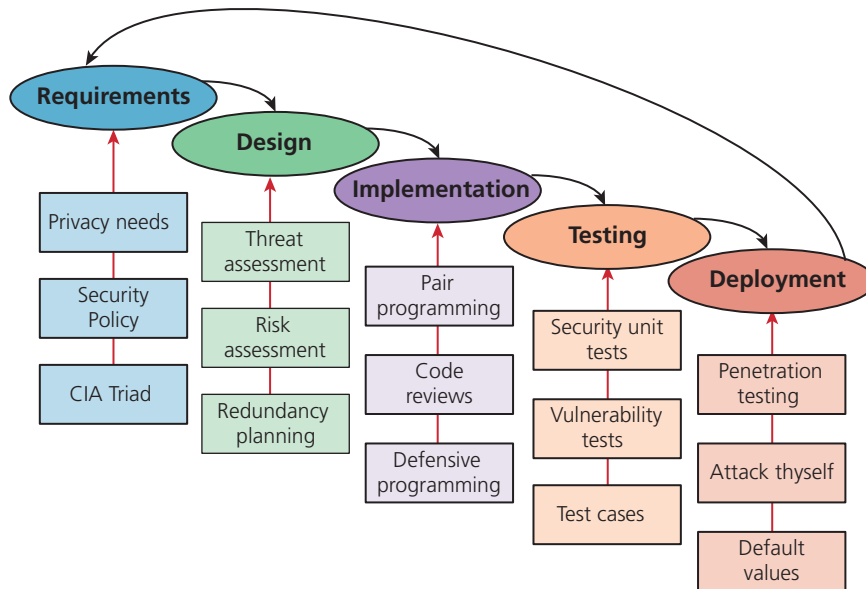 Requirements
Design
Implementation
Testing
Deployment
Privacy needs
Security
Policy
CIA Triad
Threat
assessment
Risk
assessment
Redundancy
planning
Pair
programming
Code
reviews
Defensive
programming
Security unit
tests
Vulnerability
tests
Test cases
Penetration
testing
Attack thyself
Default
values